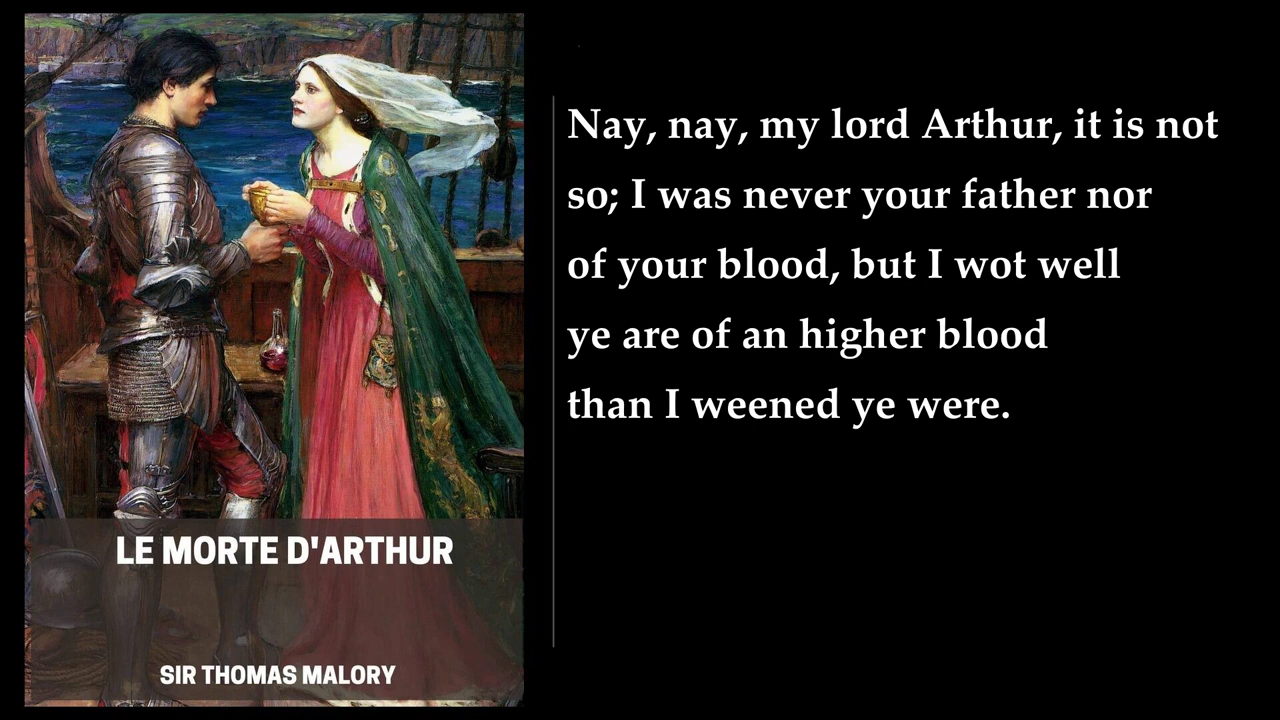 LE MORTE D'ARTHUR
SIR THOMAS MALORY
Nay, nay, my lord Arthur, it is not
so; I was never your father nor
of your blood, but I wot well
ye are of an higher blood
than I weened ye were.